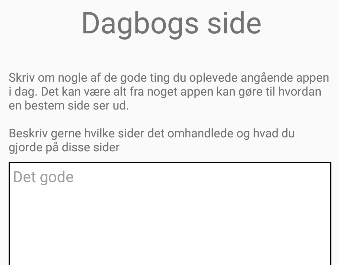 Dagbogs side
Skriv om nogle af de gode ting du oplevede angående appen
i dag. Det kan være alt fra noget appen kan gøre til hvordan
en bestem side ser ud.
Beskriv gerne hvilke sider det omhandlede og hvad du
gjorde på disse sider
Det gode